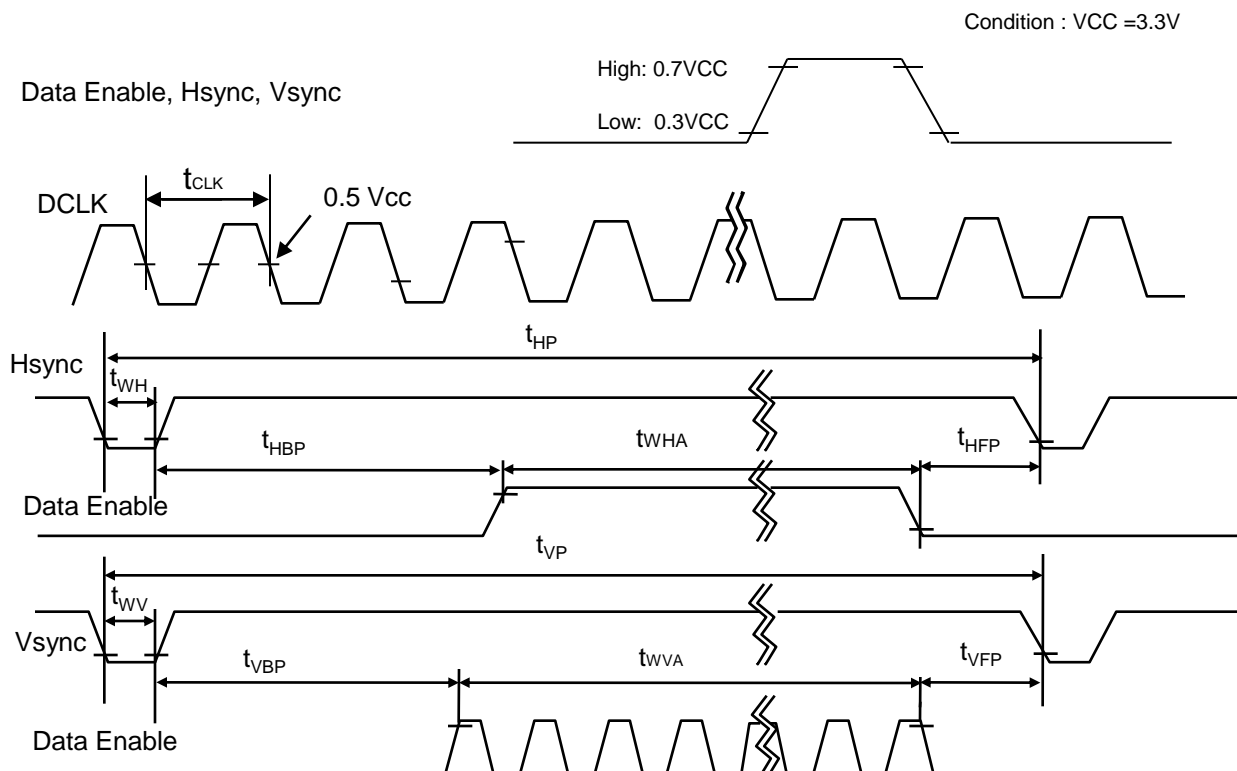 Condition : VCC =3.3V
High: 0.7VCC
Data Enable, Hsync, Vsync
Low: 0.3VCC
tCLK
0.5 Vcc
DCLK
tHP
Hsync
tWH
tHBP
tWHA
tHFP
Data Enable
tVP
tWV
Vsync
tVBP
tWVA
tVFP
Data Enable